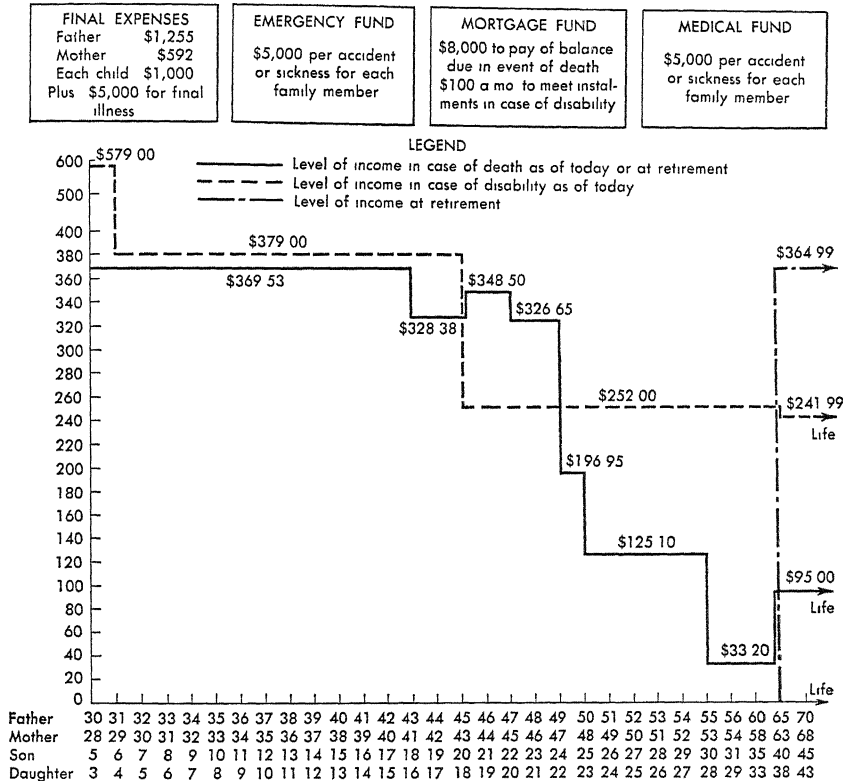 FINAL EXPENSES
Father $1,255
Mother $592
Each child $1,000
Plus $5,000 for final
illness
EMERGENCY FUND
$5,000 per accident
or sickness for each
family member
MORTGAGE FUND
$8,000 to pay of balance
due in event of death
$100 a mo to meet instal-
ments in case of disability
MEDICAL FUND
$5,000 per accident
or sickness for each
family member
LEGEND
Level of income in case of death as of today or at retirement
Level of income in case of disability as of today
Level of income at retirement
600
500
400
380
360
340
320
300
280
260
240
220
200
180
160
140
120
100
80
60
40
20
0
$579 00
$379 00
$369 53
$328 38
$348 50
$326 65
$252 00
$196 95
$125 10
$33 20
$364 99
$241 99
Life
$95 00
Life
Life
Father 30 31 32 33 34 35 36 37 38 39 40 41 42 43 44 45 46 47 48 49 50 51 52 53 54 55 56 60 65 70
Mother 28 29 30 31 32 33 34 35 36 37 38 39 40 41 42 43 44 45 46 47 48 49 50 51 52 53 54 58 63 68
Son 5 6 7 8 9 10 11 12 13 14 15 16 17 18 19 20 21 22 23 24 25 26 27 28 29 30 31 35 40 45
Daughter 3 4 5 6 7 8 9 10 11 12 13 14 15 16 17 18 19 20 21 22 23 24 25 26 27 28 29 33 38 43